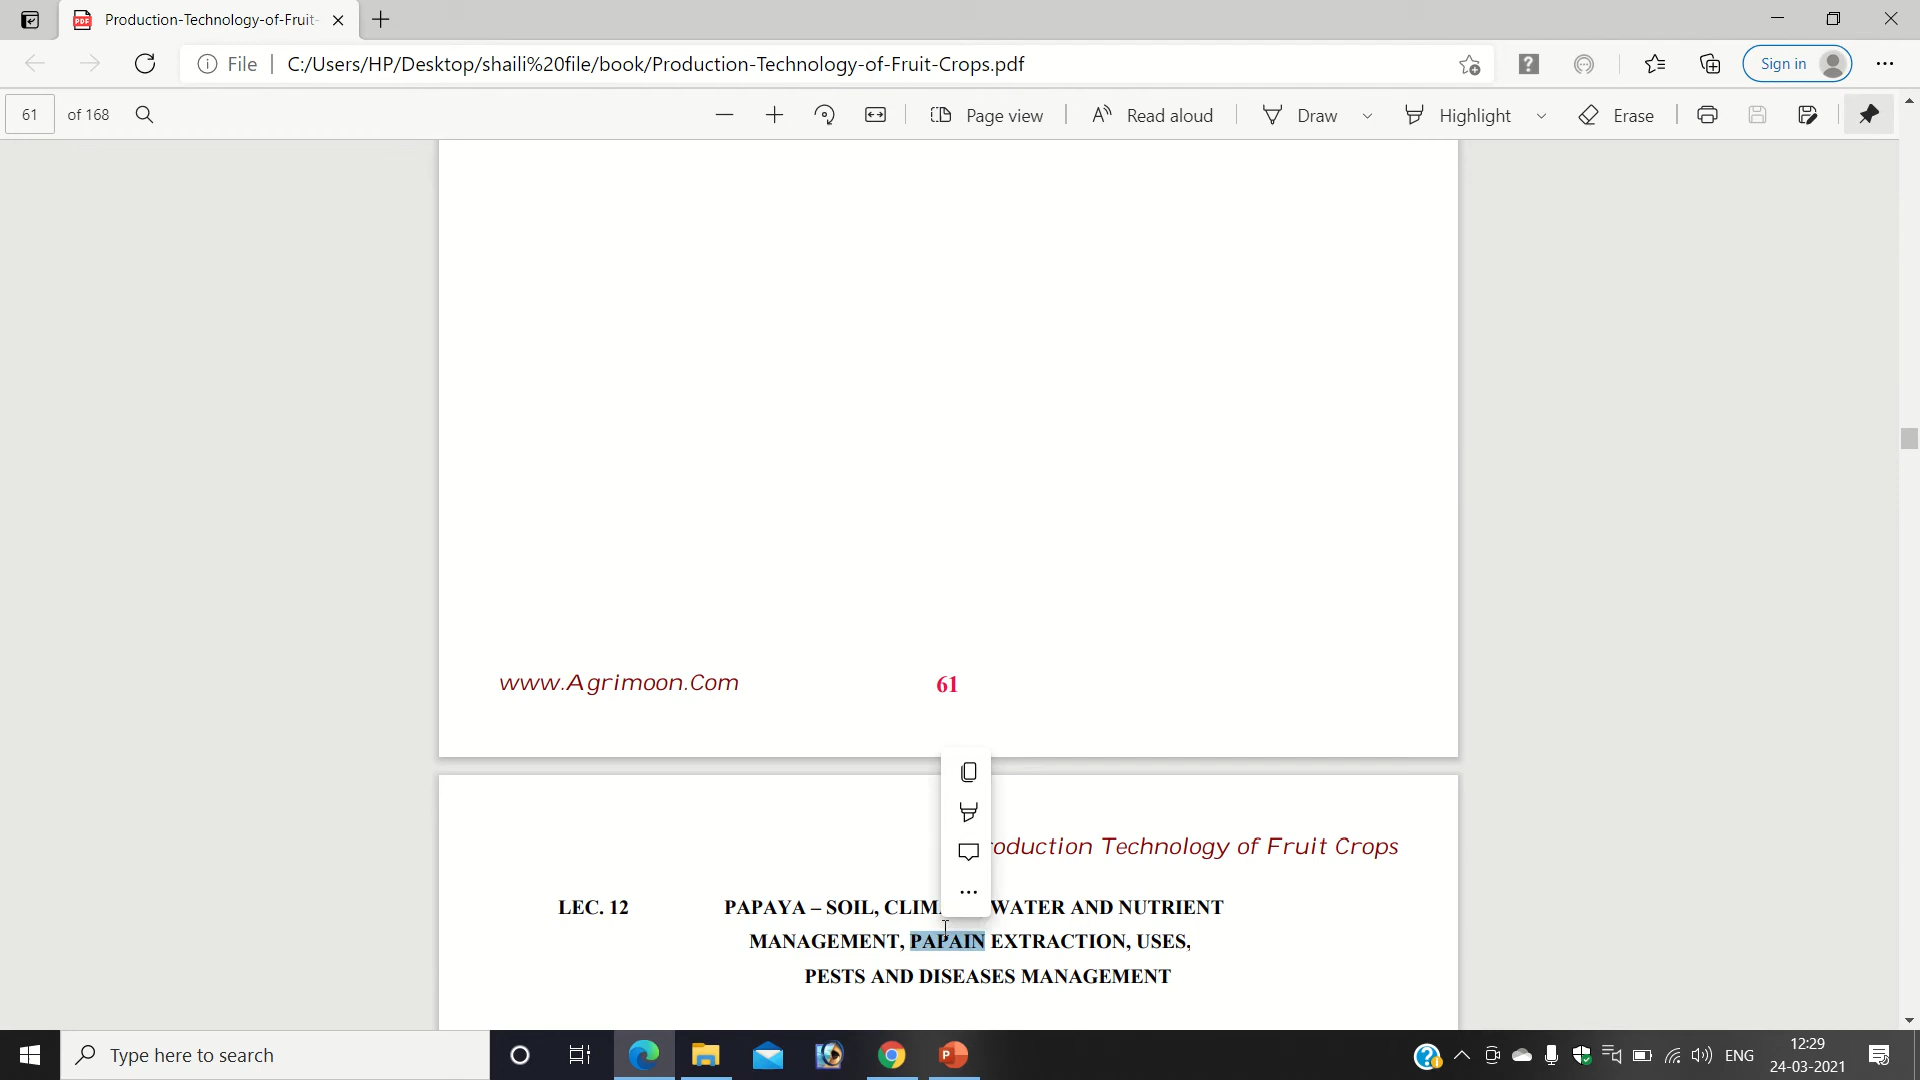 Production-Technology-of-Fruit-
File
C:/Users/HP/Desktop/shaili%20file/book/Production-Technology-of-Fruit-Crops.pdf
Sign in
61 of 168
Page view
Read aloud
Draw
Highlight
Erase
www.Agrimoon.Com
61
Technology of Fruit Crops
LEC. 12 PAPAYA – SOIL, WATER AND NUTRIENT
MANAGEMENT, PAPAIN EXTRACTION, USES,
PESTS AND DISEASES MANAGEMENT
Type here to search
ENG
12:29
24-03-2021